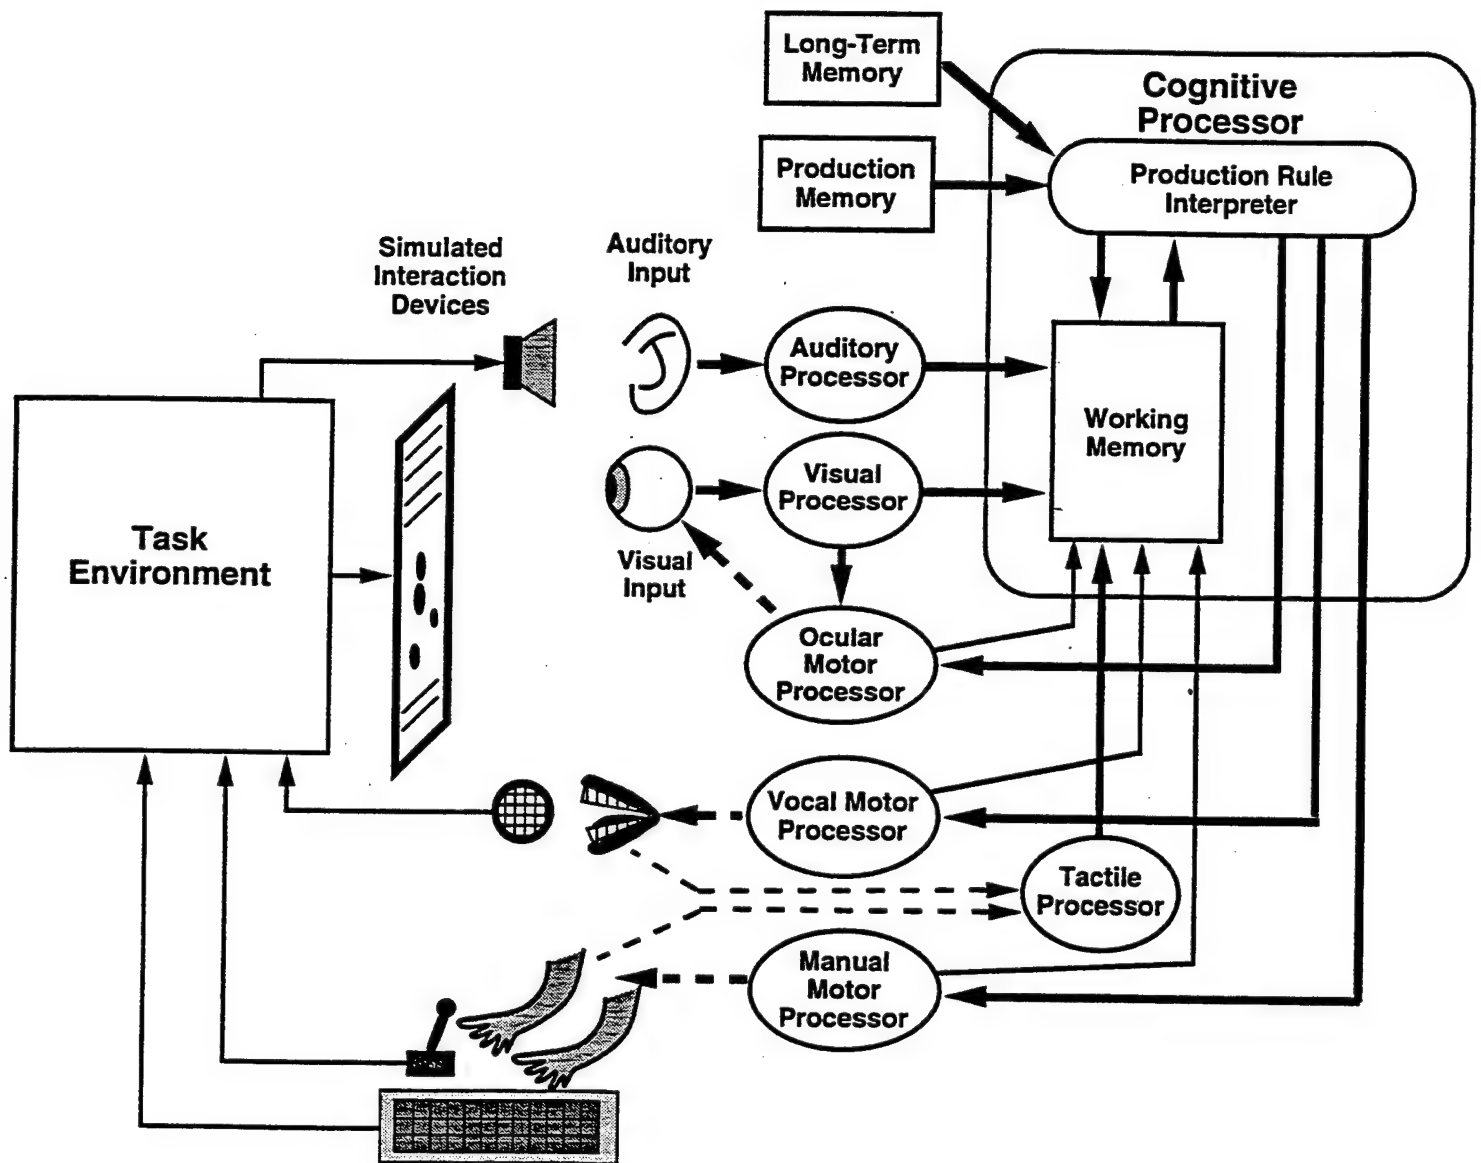 Long-Term
Memory
Cognitive
Processor
Production
Memory
Production Rule
Interpreter
Simulated
Interaction
Devices
Auditory
Input
Auditory
Processor
Working
Memory
Visual
Processor
Visual
Input
Task
Environment
Ocular
Motor
Processor
Vocal Motor
Processor
Tactile
Processor
Manual
Motor
Processor